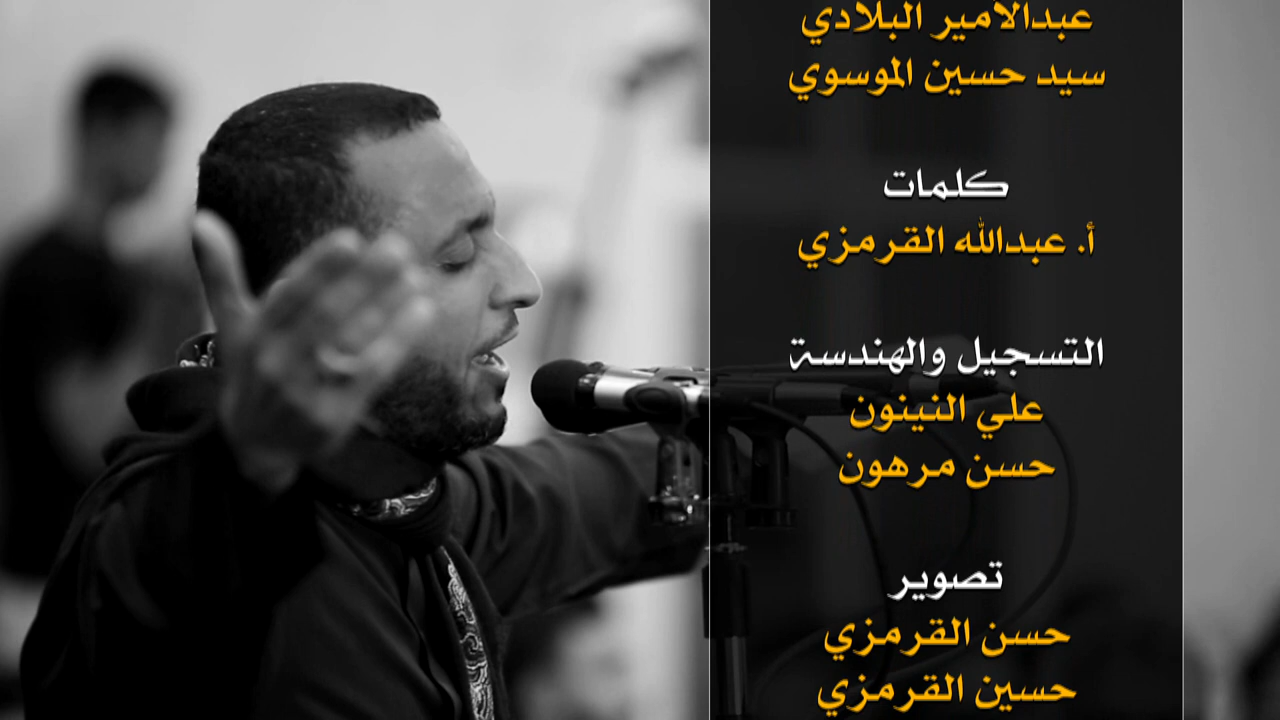 عبدالامير البلادي
سيد حسين الموسوي
كلمات
أ. عبدالله القرمزي
التسجيل والهندسة
علي النينون
حسن مرهون
تصوير
حسن القرمزي
حسين القرمزي